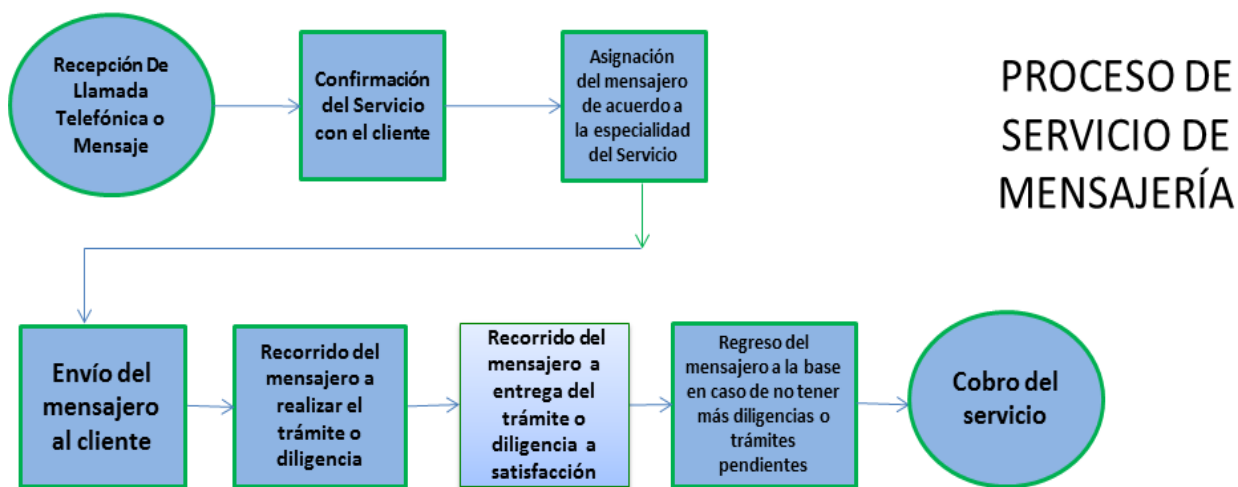 Recepción De
Llamada
Telefónica o
Mensaje
Confirmación
del Servicio
con el cliente
Asignación
del mensajero
de acuerdo a
la especialidad
del Servicio
PROCESO DE
SERVICIO DE
MENSAJERÍA
Envío del
mensajero
al cliente
Recorrido del
mensajero a
realizar el
trámite o
diligencia
Recorrido del
mensajero a
entrega del
trámite o
diligencia a
satisfacción
Regreso del
mensajero a la base
en caso de no tener
más diligencias o
trámites
pendientes
Cobro del
servicio